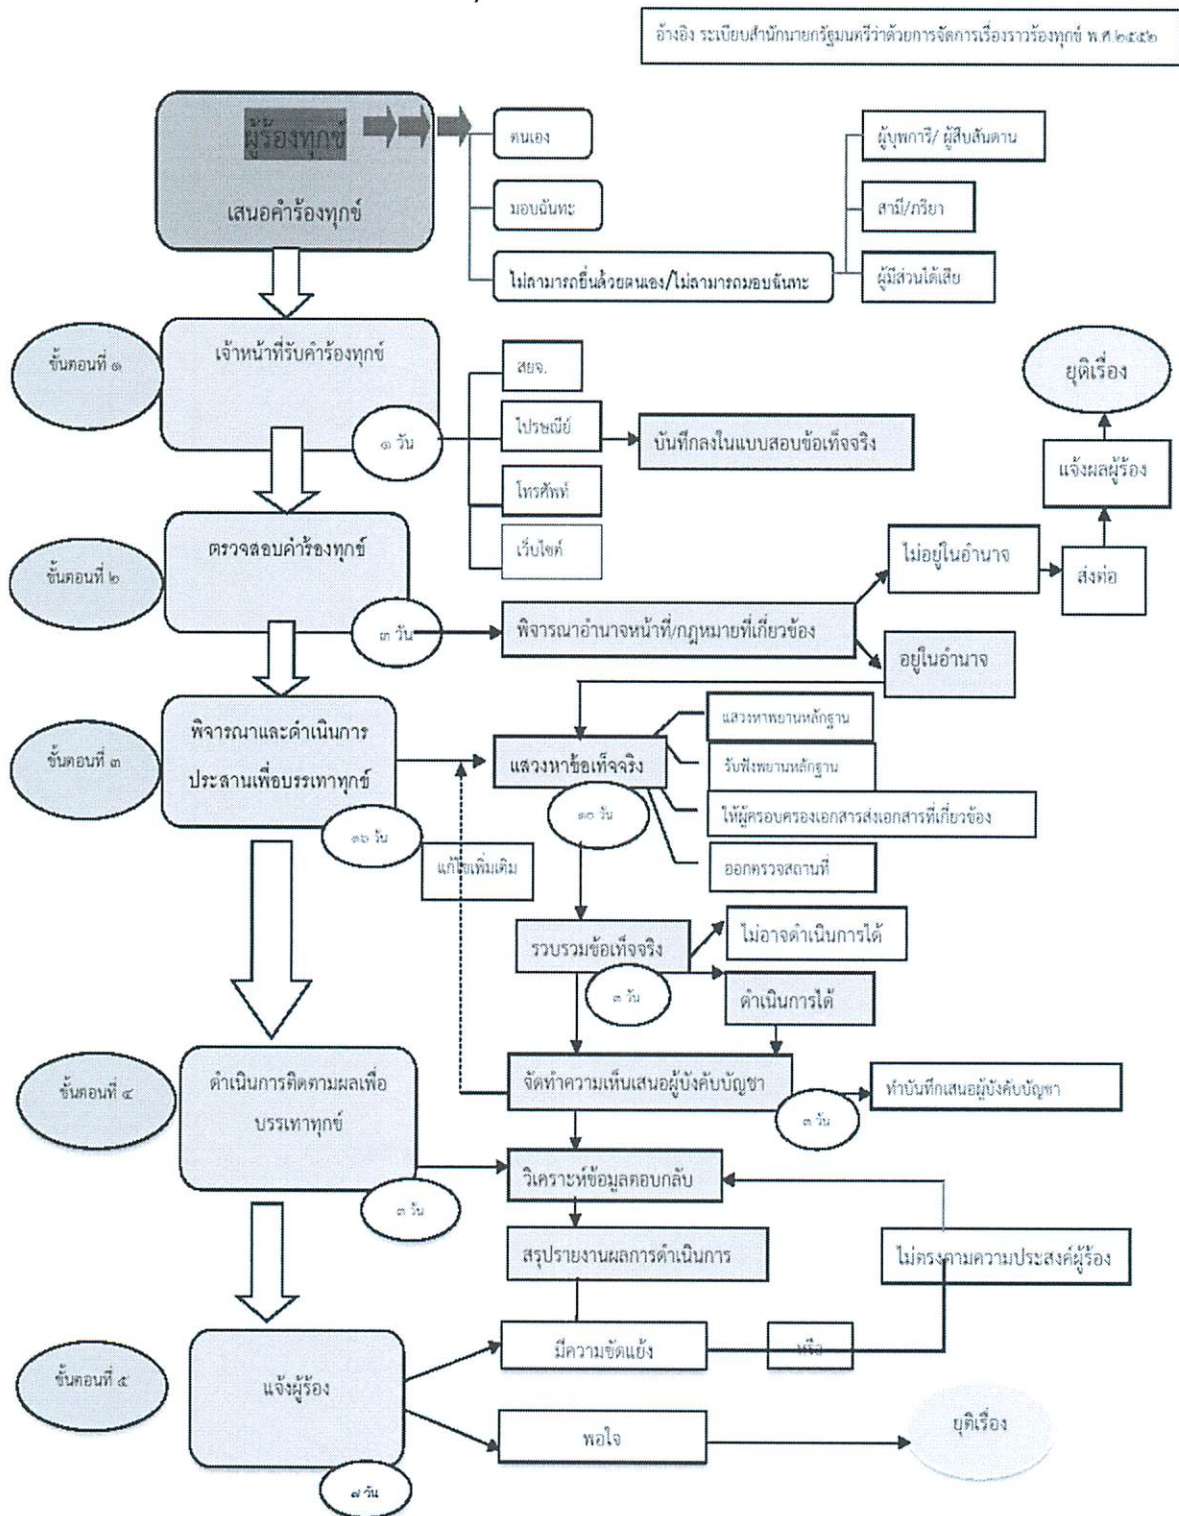 อ้างอิง ระเบียบสำนักนายกรัฐมนตรีว่าด้วยการจัดการเรื่องราวร้องทุกข์ พ.ศ.๒๕๕๒
ผู้ร้องทุกข์
เสนอคำร้องทุกข์
ตนเอง
มอบฉันทะ
ไม่สามารถยื่นด้วยตนเอง/ไม่สามารถมอบฉันทะ
ผู้บุพการี/ ผู้สืบสันดาน
สามี/ภริยา
ผู้มีส่วนได้เสีย
ขั้นตอนที่ ๑
เจ้าหน้าที่รับคำร้องทุกข์
๑ วัน
สยจ.
ไปรษณีย์
โทรศัพท์
เว็บไซต์
บันทึกลงในแบบสอบข้อเท็จจริง
ยุติเรื่อง
แจ้งผลผู้ร้อง
ส่งต่อ
ขั้นตอนที่ ๒
ตรวจสอบคำร้องทุกข์
๓ วัน
พิจารณาอำนาจหน้าที่/กฎหมายที่เกี่ยวข้อง
ไม่อยู่ในอำนาจ
อยู่ในอำนาจ
ขั้นตอนที่ ๓
พิจารณาและดำเนินการ
ประสานเพื่อบรรเทาทุกข์
๑๖ วัน
แสวงหาข้อเท็จจริง
๑๐ วัน
แสวงหาพยานหลักฐาน
รับฟังพยานหลักฐาน
ให้ผู้ครอบครองเอกสารส่งเอกสารที่เกี่ยวข้อง
ออกตรวจสถานที่
แก้ไขเพิ่มเติม
รวบรวมข้อเท็จจริง
๓ วัน
ไม่อาจดำเนินการได้
ดำเนินการได้
ขั้นตอนที่ ๔
ดำเนินการติดตามผลเพื่อ
บรรเทาทุกข์
๓ วัน
จัดทำความเห็นเสนอผู้บังคับบัญชา
๓ วัน
ทำบันทึกเสนอผู้บังคับบัญชา
วิเคราะห์ข้อมูลตอบกลับ
สรุปรายงานผลการดำเนินการ
ไม่ตรงตามความประสงค์ผู้ร้อง
ขั้นตอนที่ ๕
แจ้งผู้ร้อง
๗ วัน
มีความขัดแย้ง
หรือ
พอใจ
ยุติเรื่อง